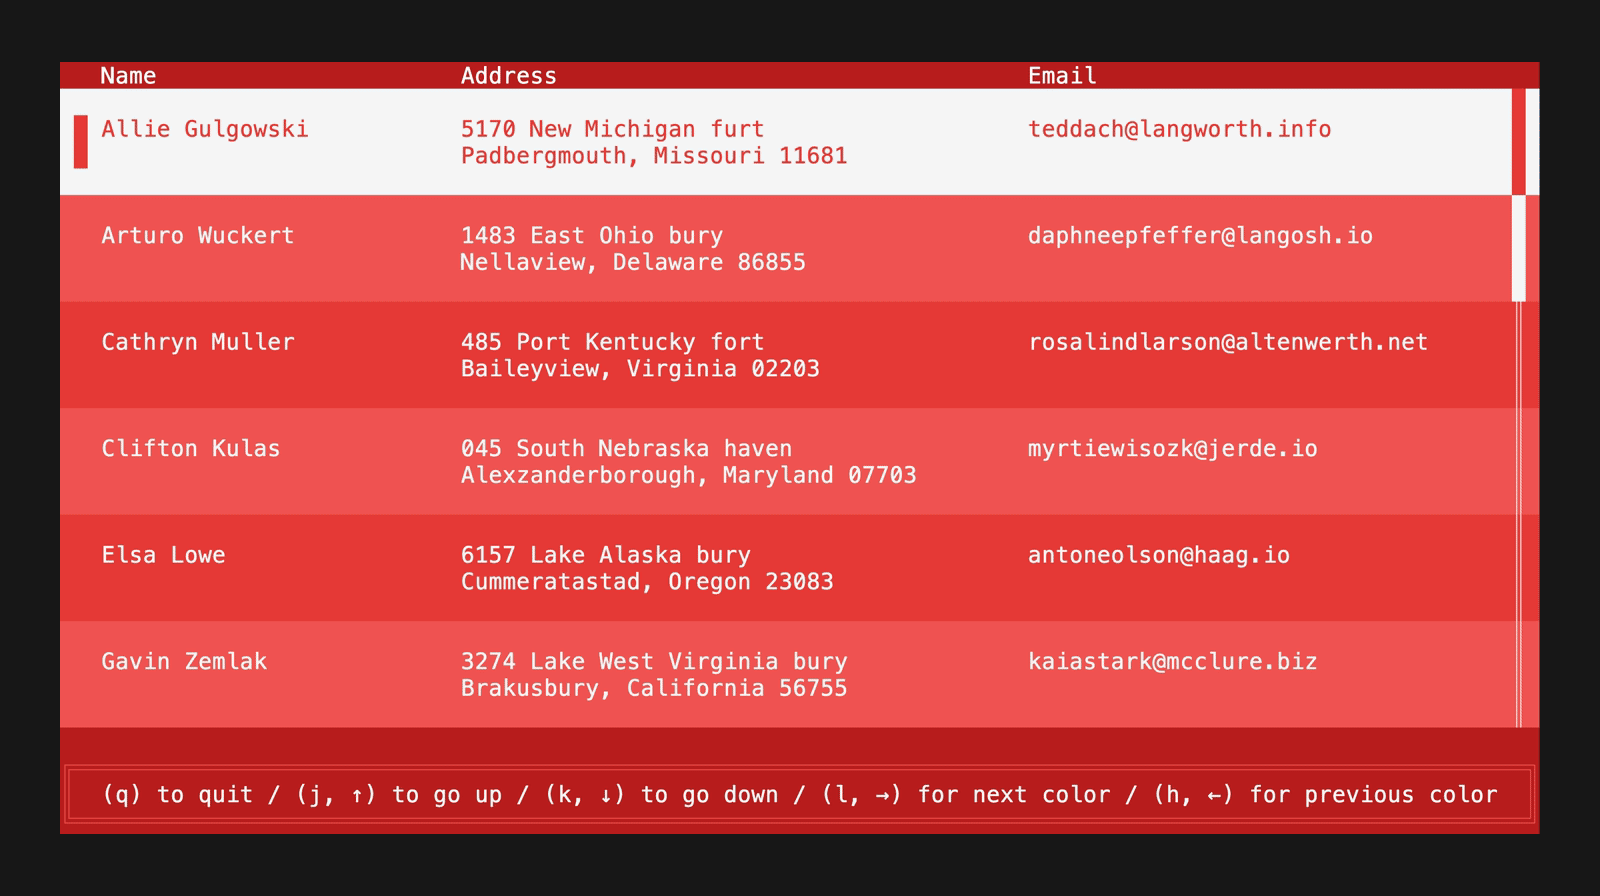 Name Address Email
Allie Gulgowski 5170 New Michigan furt teddach@langworth.info
Padbergmouth, Missouri 11681
Arturo Wuckert 1483 East Ohio bury daphneepfeffer@langosh.io
Nellaview, Delaware 86855
Cathryn Muller 485 Port Kentucky fort rosalindlarson@altenwerth.net
Baileyview, Virginia 02203
Clifton Kulas 045 South Nebraska haven myrtiewisozk@jerde.io
Alexzanderborough, Maryland 07703
Elsa Lowe 6157 Lake Alaska bury antoneolson@haag.io
Cummeratastad, Oregon 23083
Gavin Zemlak 3274 Lake West Virginia bury kaiastark@mcclure.biz
Brakusbury, California 56755
(q) to quit / (j, ↑) to go up / (k, ↓) to go down / (l, →) for next color / (h, ←) for previous color